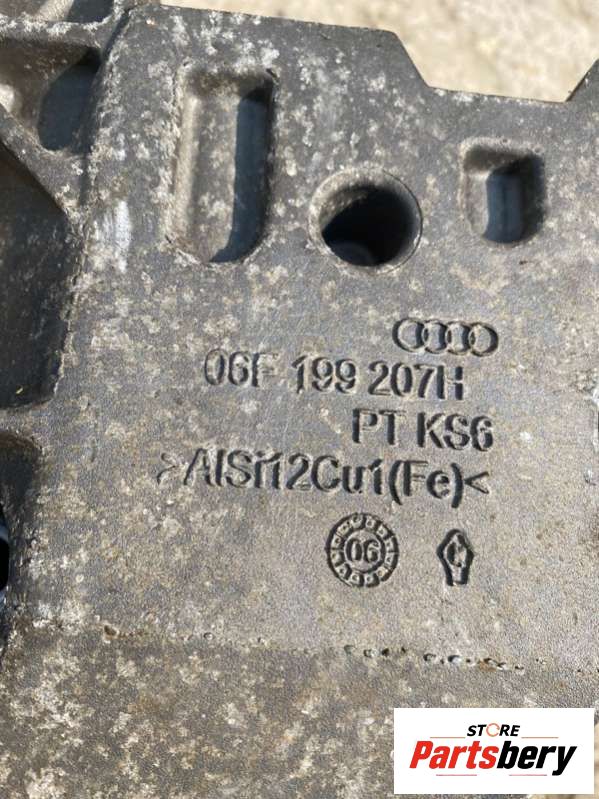 06F 199 207H
PT KS6
>AlSi12Cu1(Fe)<
06
STORE
Partsbery